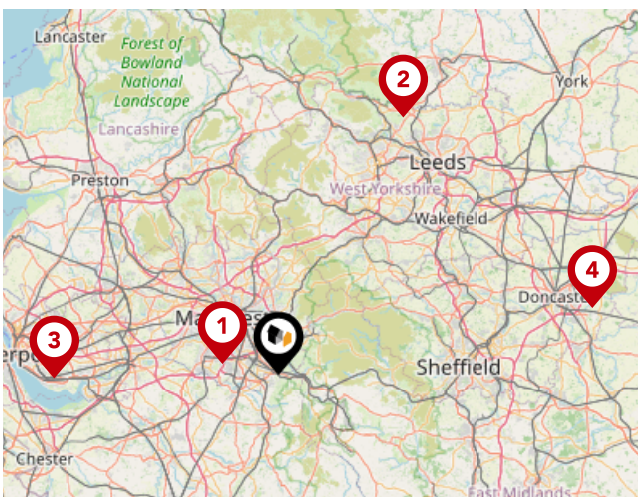 Lancaster
Forest of
Bowland
National
Landscape
2
York
Lancashire
Leeds
Preston
West Yorkshire
Wakefield
4
Doncaste
1
3
Sheffield
Chester
East Midlands